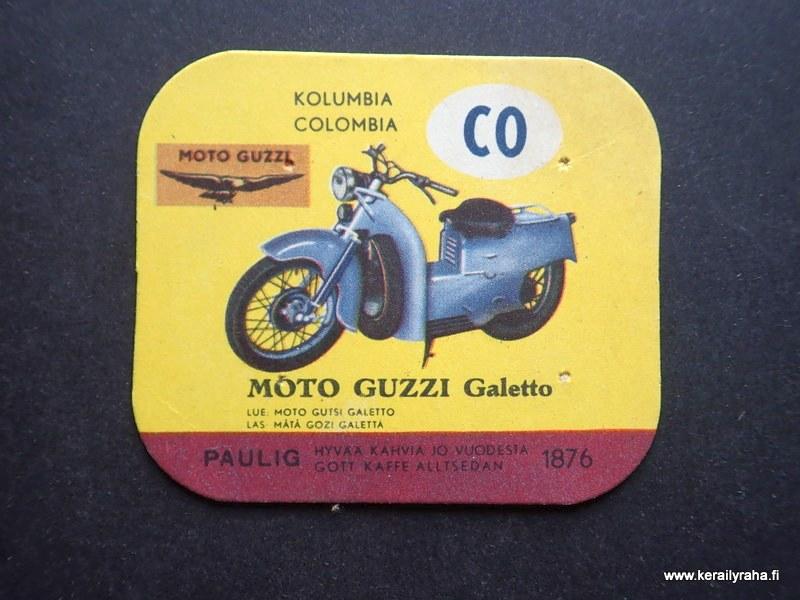 KOLUMBIA
COLOMBIA
CO
MOTO GUZZI
MOTO GUZZI Galetto
LUE: MOTO GUTSI GALETTO
LÄS: MÅTÅ GOZI GALETTA
PAULIG
HYVÄÄ KAHVIA JO VUODESTA
GOTT KAFFE ALLTSEDAN
1876
www.kerailyraha.fi